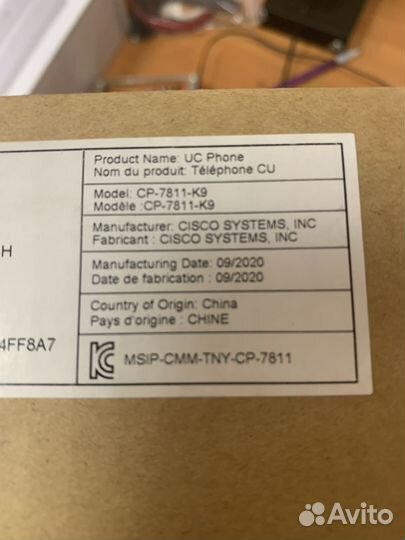 Product Name: UC Phone
Nom du produit: Téléphone CU
Model: CP-7811-K9
Modèle :CP-7811-K9
Manufacturer: CISCO SYSTEMS, INC
Fabricant : CISCO SYSTEMS, INC
H
Manufacturing Date: 09/2020
Date de fabrication : 09/2020
Country of Origin: China
Pays d'origine : CHINE
4FF8A7
MSIP-CMM-TNY-CP-7811
Avito